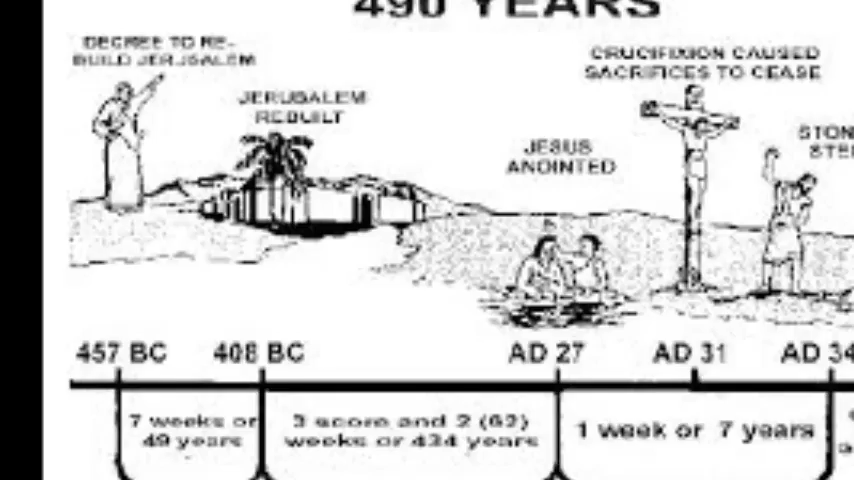 490 YEARS
DECREE TO RE-
BUILD JERUSALEM
JERUSALEM
REBUILT
JESUS
ANOINTED
CRUCIFIXION CAUSED
SACRIFICES TO CEASE
STON
STE
457 BC
408 BC
AD 27
AD 31
AD 34
7 weeks or
49 years
3 score and 2 (62)
weeks or 434 years
1 week or 7 years